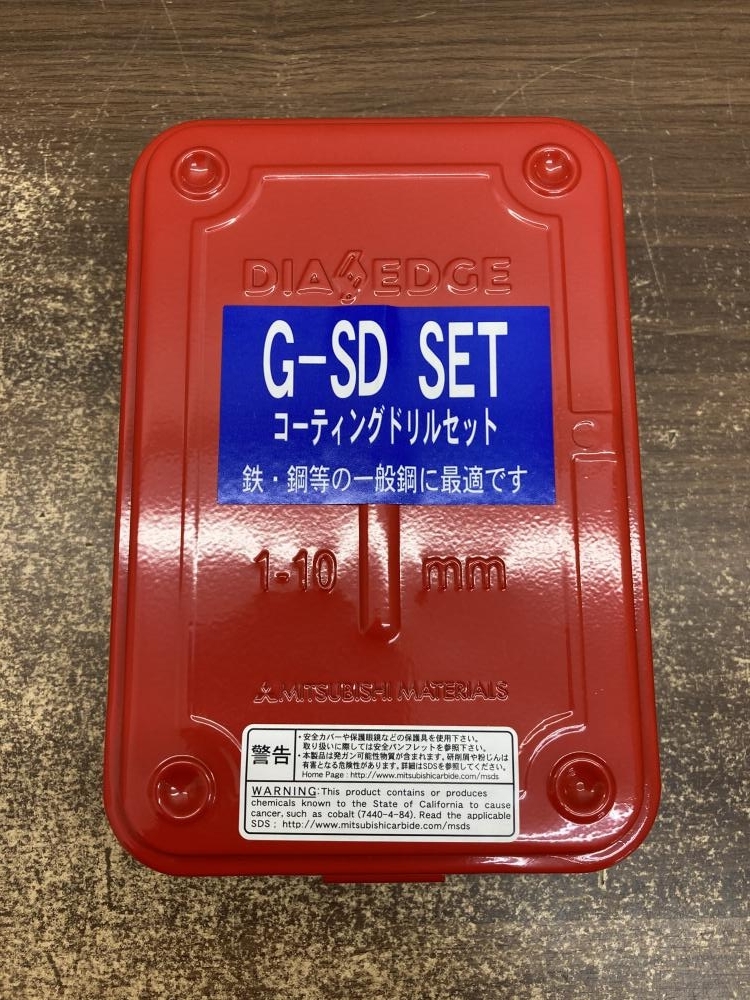 DIAEDGE
G-SD SET
コーティングドリルセット
鉄・鋼等の一般鋼に最適です
1-10 mm
MITSUBISHI MATERIALS
警告
・安全カバーや保護眼鏡などの保護具を使用下さい。
取り扱いに際しては安全パンフレットを参照下さい。
・本製品は発ガン可能性物質が含まれます。研削屑や粉じんは
有害となる危険性があります。詳細はSDSを参照してください。
Home Page : http://www.mitsubishicarbide.com/msds
WARNING: This product contains or produces
chemicals known to the State of California to cause
cancer, such as cobalt (7440-4-84). Read the applicable
SDS ; http://www.mitsubishicarbide.com/msds